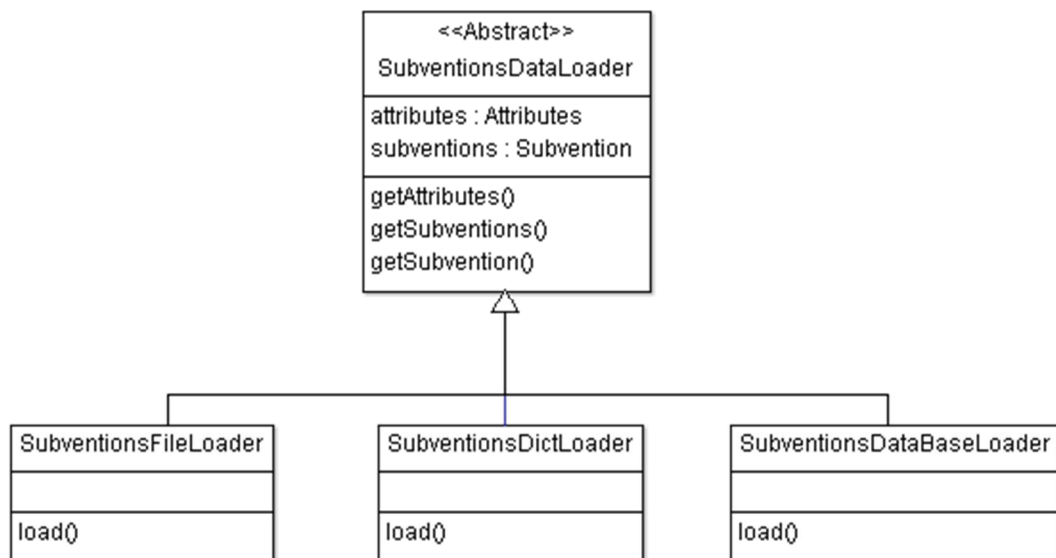 <<Abstract>>
SubventionsDataLoader
attributes : Attributes
subventions : Subvention
getAttributes()
getSubventions()
getSubvention()
SubventionsFileLoader
load()
SubventionsDictLoader
load()
SubventionsDataBaseLoader
load()